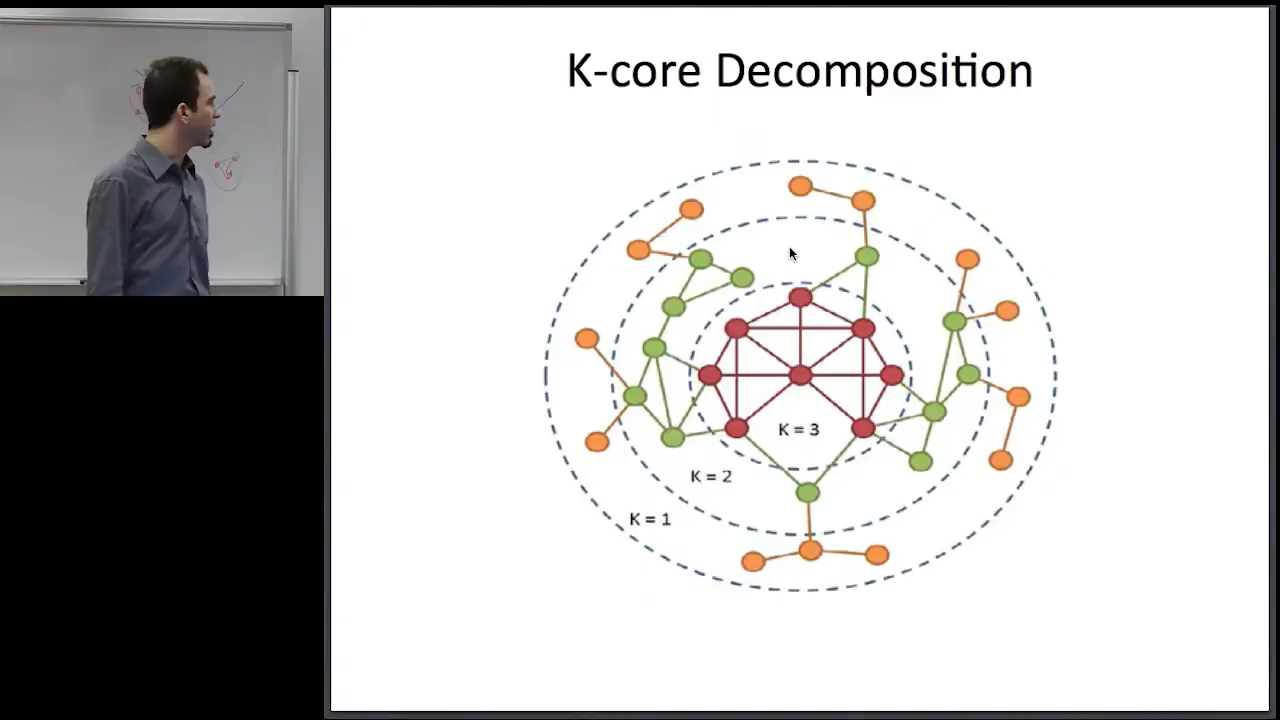 K-core Decomposition
K = 3
K = 2
K = 1